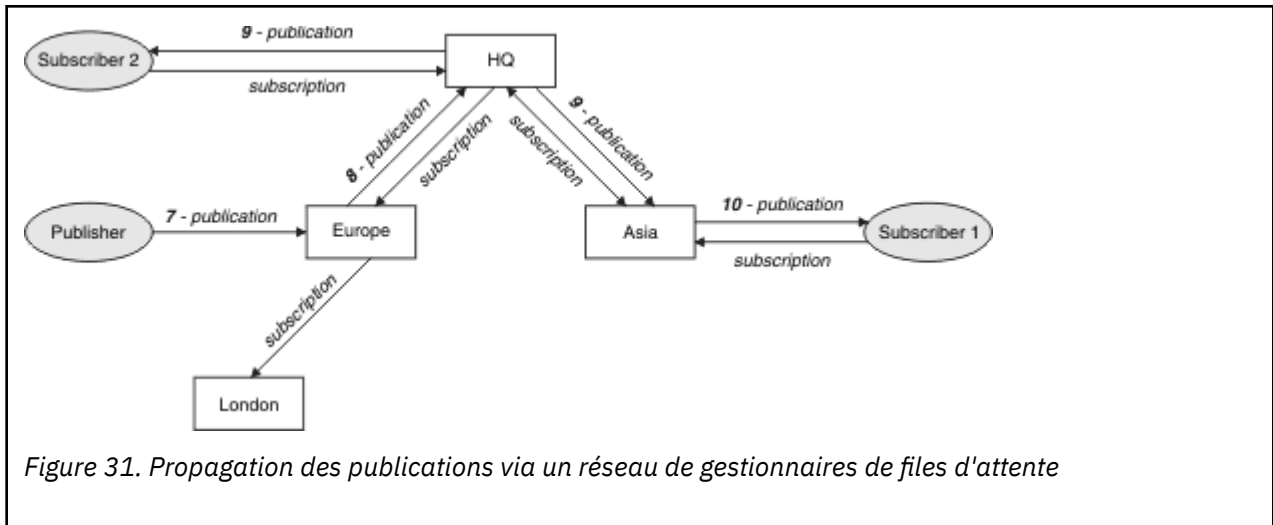 9 - publication
Subscriber 2
HQ
subscription
8 - publication
subscription
subscription
9 - publication
7 - publication
Publisher
Europe
Asia
10 - publication
Subscriber 1
subscription
subscription
London
Figure 31. Propagation des publications via un réseau de gestionnaires de files d'attente